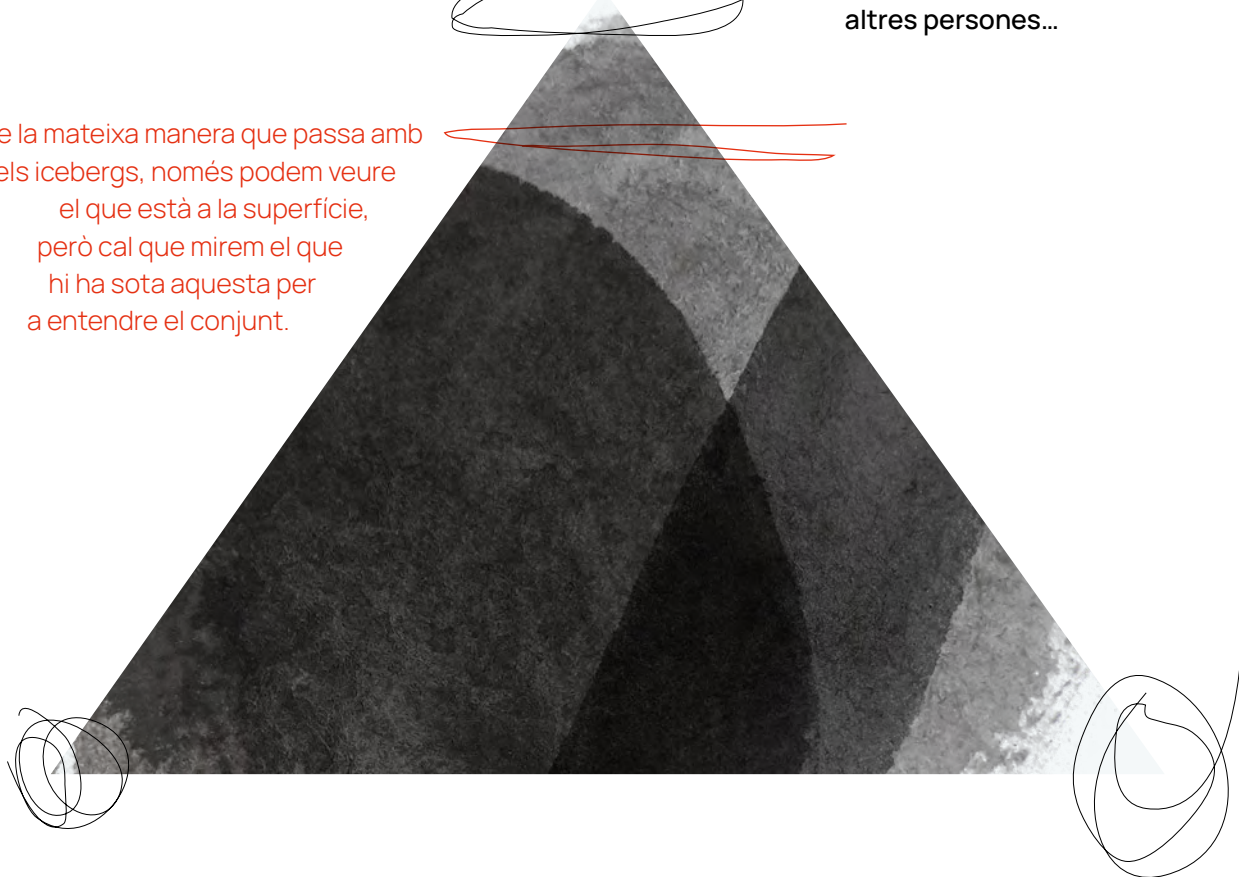 altres persones...
e la mateixa manera que passa amb
els icebergs, només podem veure
el que està a la superfície,
però cal que mirem el que
hi ha sota aquesta per
a entendre el conjunt.